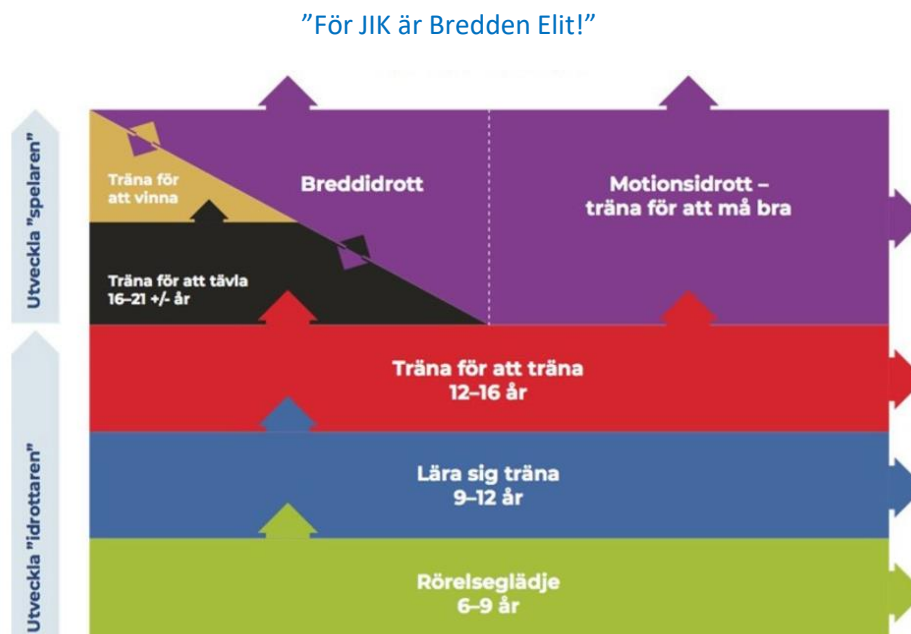 ”För JIK är Bredden Elit!”
Utveckla ”spelaren”
Träna för
att vinna
Breddidrott
Motionsidrott –
träna för att må bra
Träna för att tävla
16–21 +/- år
Utveckla ”idrottaren”
Träna för att träna
12–16 år
Lära sig träna
9–12 år
Rörelseglädje
6–9 år